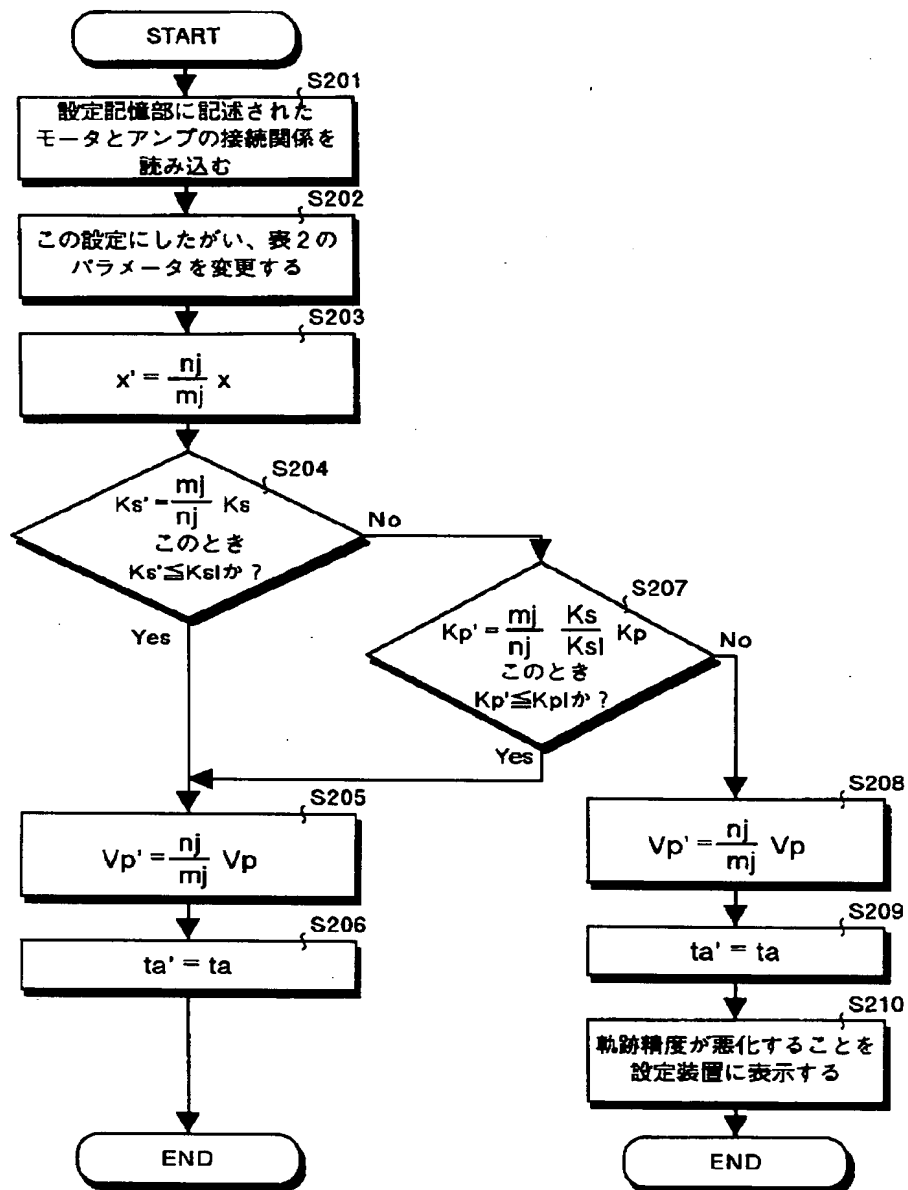 START
S201
設定記憶部に記述された
モータとアンプの接続関係を
読み込む
S202
この設定にしたがい、表2の
パラメータを変更する
S203
x' = nj/mj x
S204
Ks' = mj/nj Ks
このとき
Ks'≦Kslか?
No
Yes
S207
Kp' = mj/nj Ks/Ksl Kp
このとき
Kp'≦Kplか?
No
Yes
S205
Vp' = nj/mj Vp
S206
ta' = ta
END
S208
Vp' = nj/mj Vp
S209
ta' = ta
S210
軌跡精度が悪化することを
設定装置に表示する
END